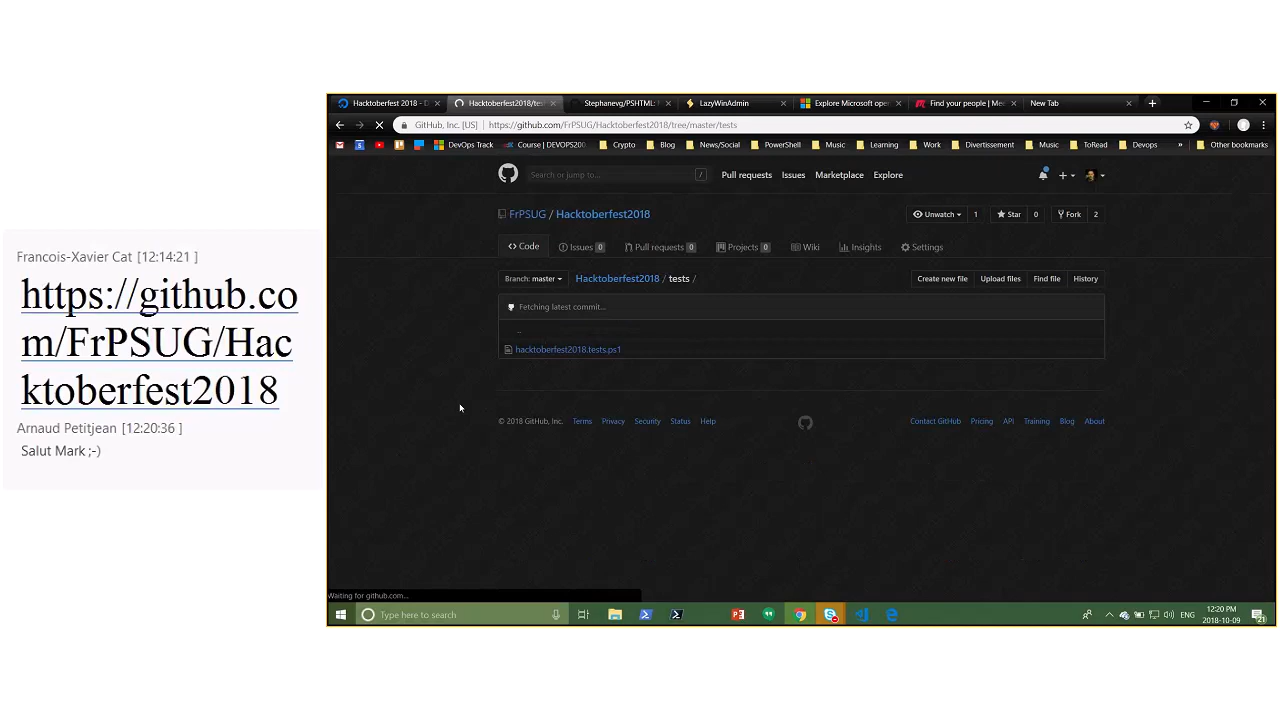 Francois-Xavier Cat [12:14:21 ]
https://github.co
m/FrPSUG/Hac
ktoberfest2018
Arnaud Petitjean [12:20:36 ]
Salut Mark ;-)
Hacktoberfest 2018 - D
Hacktoberfest2018/tes
Stephanevg/PSHTML:
LazyWinAdmin
Explore Microsoft ope
Find your people | Mee
New Tab
GitHub, Inc. [US] | https://github.com/FrPSUG/Hacktoberfest2018/tree/master/tests
DevOps Track Course | DEVOPS200 Crypto Blog News/Social PowerShell Music Learning Work Divertissement Music ToRead Devops » Other bookmarks
Search or jump to... / Pull requests Issues Marketplace Explore
FrPSUG / Hacktoberfest2018 Unwatch 1 Star 0 Fork 2
<> Code Issues 0 Pull requests 0 Projects 0 Wiki Insights Settings
Branch: master Hacktoberfest2018 / tests / Create new file Upload files Find file History
Fetching latest commit...
..
hacktoberfest2018.tests.ps1
© 2018 GitHub, Inc. Terms Privacy Security Status Help Contact GitHub Pricing API Training Blog About
Waiting for github.com...
Type here to search ENG 12:20 PM
2018-10-09 21